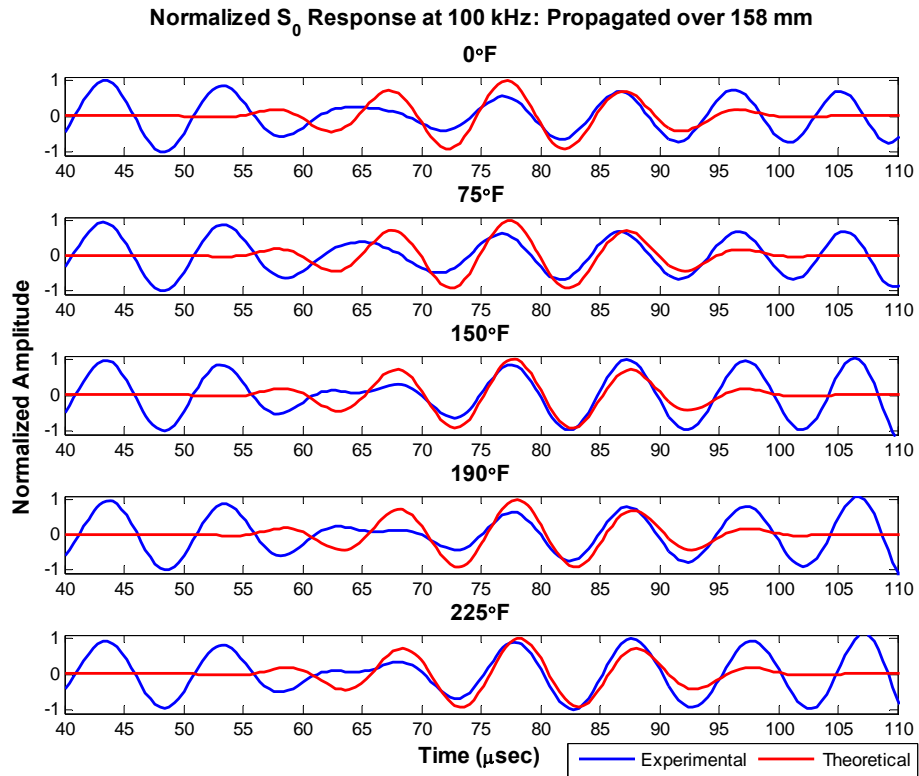 Normalized S₀ Response at 100 kHz: Propagated over 158 mm
0°F
1
0
-1
40 45 50 55 60 65 70 75 80 85 90 95 100 105 110
75°F
1
0
-1
40 45 50 55 60 65 70 75 80 85 90 95 100 105 110
150°F
1
0
-1
40 45 50 55 60 65 70 75 80 85 90 95 100 105 110
190°F
1
0
-1
40 45 50 55 60 65 70 75 80 85 90 95 100 105 110
225°F
1
0
-1
40 45 50 55 60 65 70 75 80 85 90 95 100 105 110
Normalized Amplitude
Time (μsec)
Experimental Theoretical